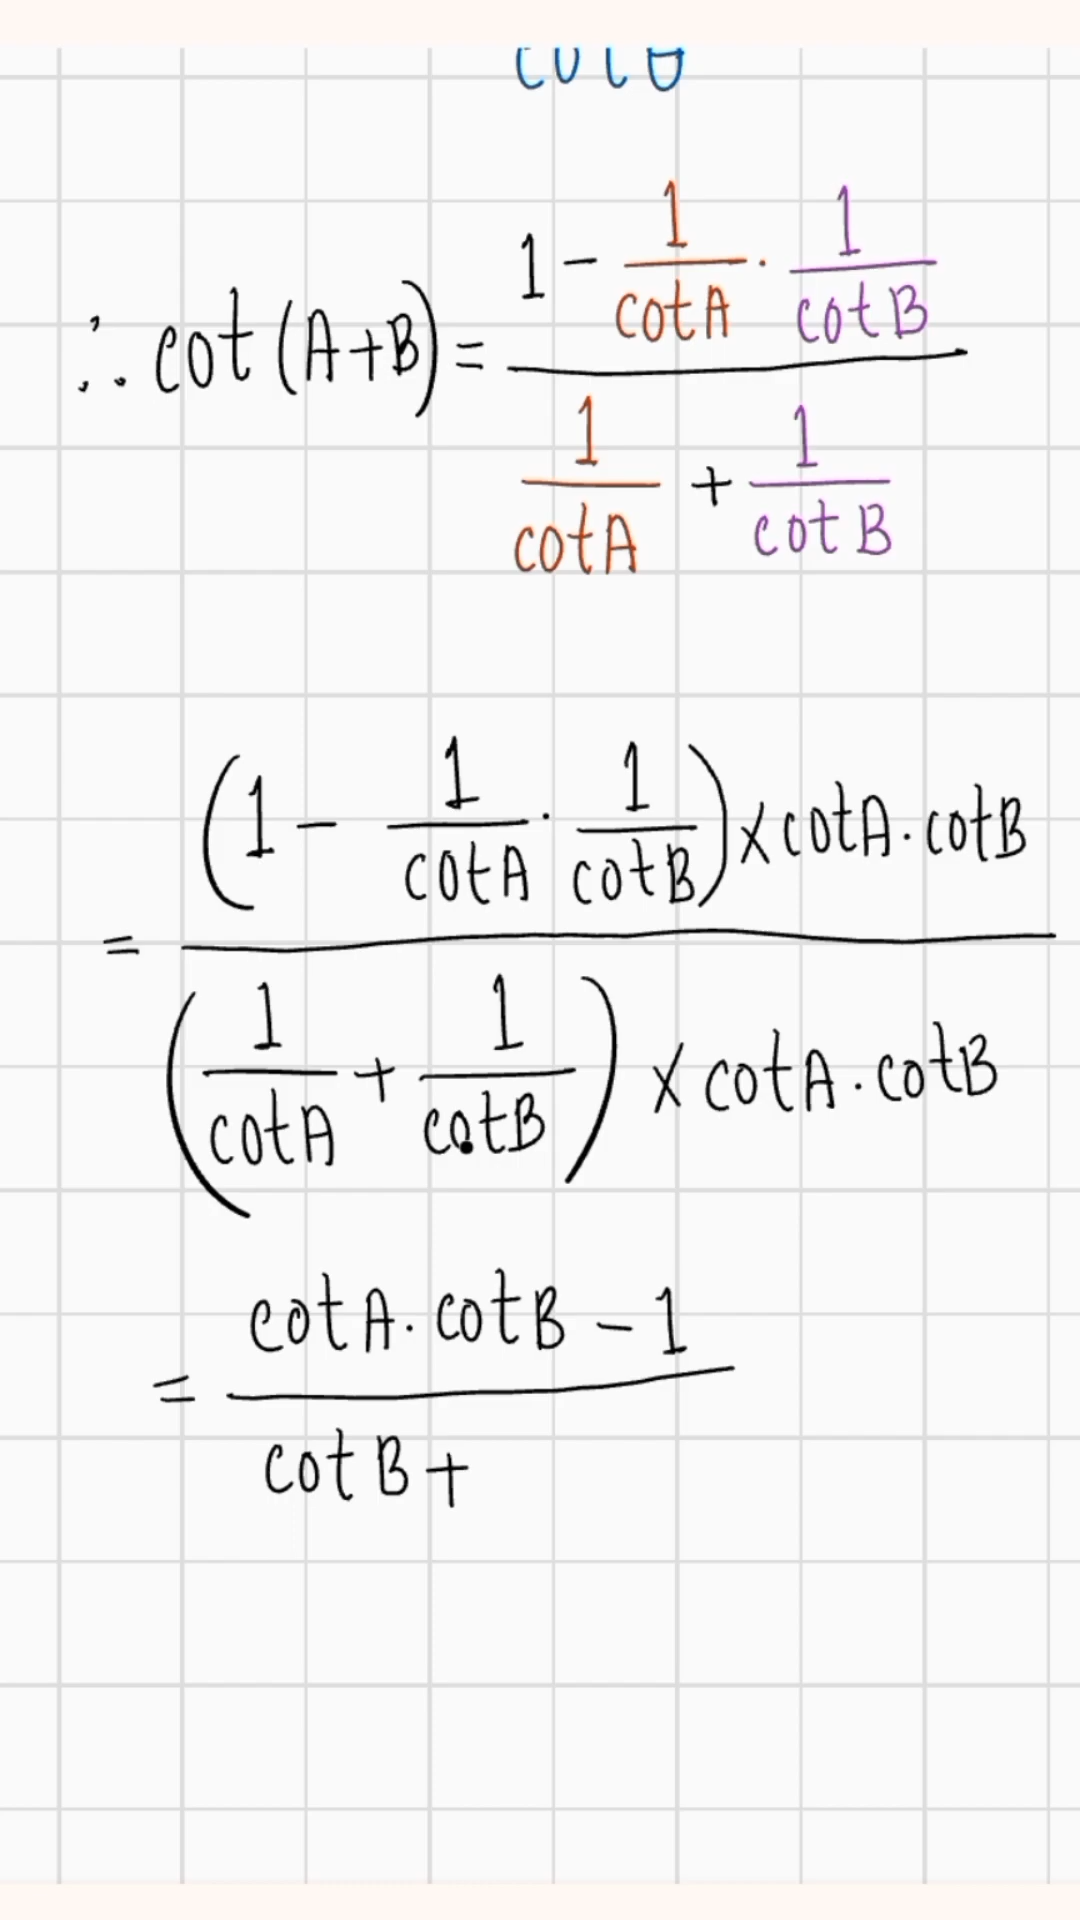 ∴ cot(A+B) = (1 - 1/cotA · 1/cotB) / (1/cotA + 1/cotB)
= ((1 - 1/cotA · 1/cotB) × cotA · cotB) / ((1/cotA + 1/cotB) × cotA · cotB)
= (cotA · cotB - 1) / (cotB +